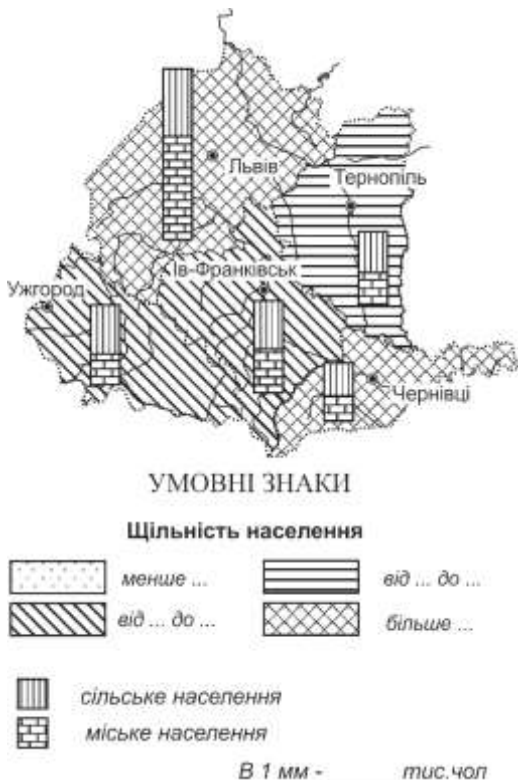 Львів
Тернопіль
Ів-Франківськ
Ужгород
Чернівці
УМОВНІ ЗНАКИ
Щільність населення
менше ... від ... до ...
від ... до ... більше ...
сільське населення
міське населення
В 1 мм - тис.чол